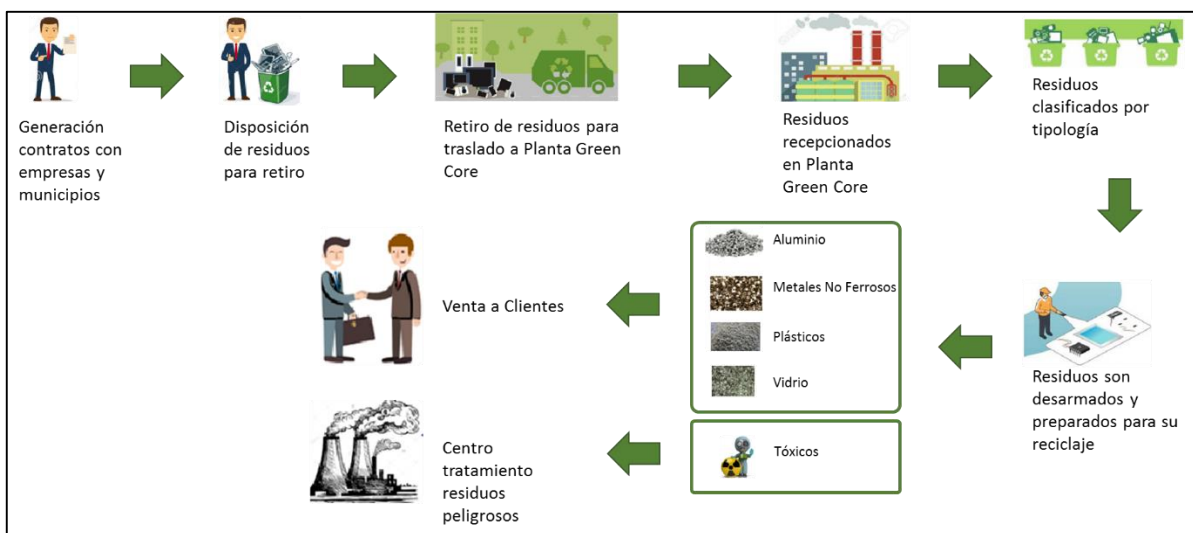 Generación
contratos con
empresas y
municipios
Disposición
de residuos
para retiro
Retiro de residuos para
traslado a Planta Green
Core
Residuos
recepcionados
en Planta
Green Core
Residuos
clasificados por
tipología
Residuos son
desarmados y
preparados para su
reciclaje
Aluminio
Metales No Ferrosos
Plásticos
Vidrio
Tóxicos
Venta a Clientes
Centro
tratamiento
residuos
peligrosos